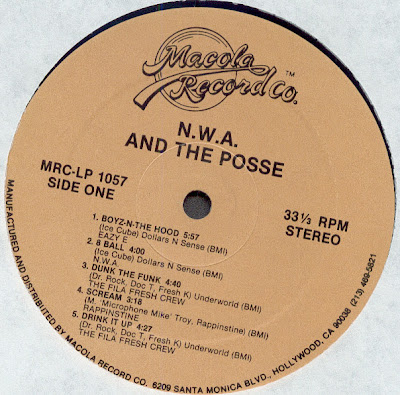 Macola
Record Co.
TM
N.W.A.
AND THE POSSE
MRC-LP 1057
SIDE ONE
33⅓ RPM
STEREO
1. BOYZ-N-THE HOOD 5:57
(Ice Cube) Dollars N Sense (BMI)
EAZY E
2. 8 BALL 4:00
(Ice Cube) Dollars N Sense (BMI)
N.W.A.
3. DUNK THE FUNK 4:40
(Dr. Rock, Doc T, Fresh K) Underworld (BMI)
THE FILA FRESH CREW
4. SCREAM 3:18
(M. 'Microphone Mike' Troy, Rappinstine) (BMI)
RAPPINSTINE
5. DRINK IT UP 4:27
(Dr. Rock, Doc T, Fresh K) Underworld (BMI)
THE FILA FRESH CREW
MANUFACTURED AND DISTRIBUTED BY MACOLA RECORD CO. 6209 SANTA MONICA BLVD., HOLLYWOOD, CA 90038 (213) 469-5821